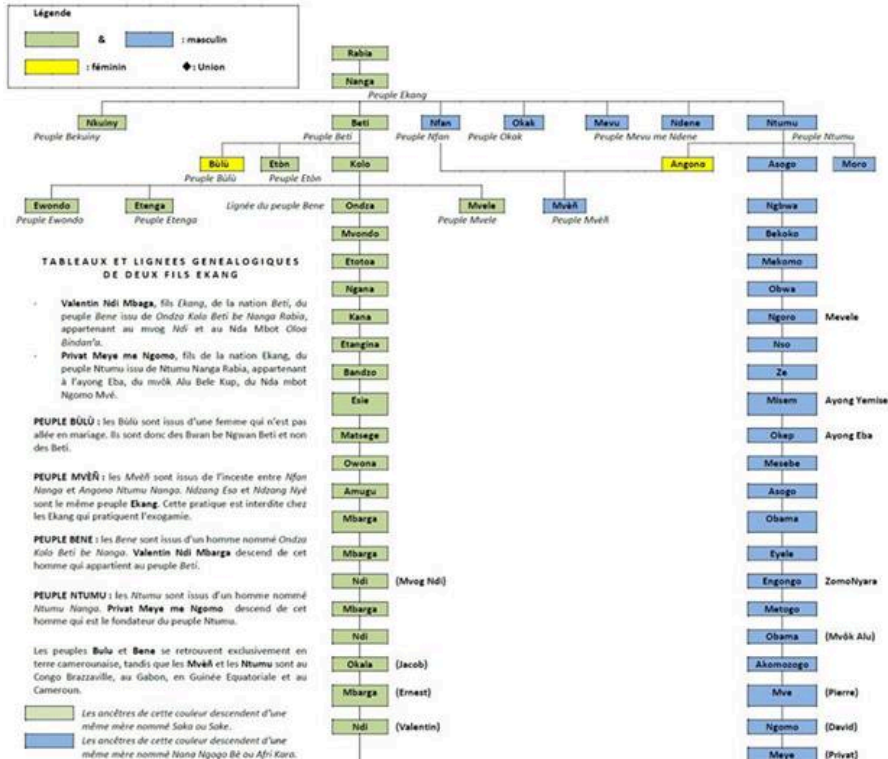 Légende
& : masculin
: féminin ◆: Union
Rabia
Nanga
Peuple Ekang
Nkuiny Beti Nfan Okak Mevu Ndene Ntumu
Peuple Bekuiny Peuple Beti Peuple Nfan Peuple Okak Peuple Mevu me Ndene Peuple Ntumu
Bùlù Etòn Kolo Angono Asogo Moro
Peuple Bùlù Peuple Etòn
Ewondo Etenga Lignée du peuple Bene Ondza Mvele Mvèñ Ngbwa
Peuple Ewondo Peuple Etenga Peuple Mvele Peuple Mvèñ
Mvondo Bekoko
TABLEAUX ET LIGNEES GENEALOGIQUES
DE DEUX FILS EKANG
Etotoa Mekomo
Ngana Obwa
- Valentin Ndi Mbaga, fils Ekang, de la nation Beti, du
peuple Bene issu de Ondza Kolo Beti be Nanga Rabia,
appartenant au mvog Ndi et au Nda Mbot Oloa
Bindan'a.
- Privat Meye me Ngomo, fils de la nation Ekang, du
peuple Ntumu issu de Ntumu Nanga Rabia, appartenant
à l'ayong Eba, du mvôk Alu Bele Kup, du Nda mbot
Ngomo Mvé.
Kana Ngoro Mevele
Etangina Nso
Bandzo Ze
Esie Misem Ayong Yemise
PEUPLE BÙLÙ : les Bùlù sont issus d'une femme qui n'est pas
allée en mariage. Ils sont donc des Bwan be Ngwan Beti et non
des Beti.
Matsege Okep Ayong Eba
Owona Mesebe
PEUPLE MVÈÑ : les Mvèñ sont issus de l'inceste entre Nfan
Nanga et Angono Ntumu Nanga. Ndzang Esa et Ndzang Nyè
sont le même peuple Ekang. Cette pratique est interdite chez
les Ekang qui pratiquent l'exogamie.
Amugu Asogo
Mbarga Obama
PEUPLE BENE : les Bene sont issus d'un homme nommé Ondza
Kolo Beti be Nanga. Valentin Ndi Mbarga descend de cet
homme qui appartient au peuple Beti.
Mbarga Eyele
Ndi (Mvog Ndi) Engongo ZomoNyara
PEUPLE NTUMU : les Ntumu sont issus d'un homme nommé
Ntumu Nanga. Privat Meye me Ngomo descend de cet
homme qui est le fondateur du peuple Ntumu.
Mbarga Metogo
Ndi Obama (Mvôk Alu)
Les peuples Bulu et Bene se retrouvent exclusivement en
terre camerounaise, tandis que les Mvèñ et les Ntumu sont au
Congo Brazzaville, au Gabon, en Guinée Equatoriale et au
Cameroun.
Okala (Jacob) Akomozogo
Mbarga (Ernest) Mve (Pierre)
Les ancêtres de cette couleur descendent d'une
même mère nommé Saka ou Soke.
Ndi (Valentin) Ngomo (David)
Les ancêtres de cette couleur descendent d'une
même mère nommé Nana Ngogo Bè ou Afri Kara.
Meye (Privat)